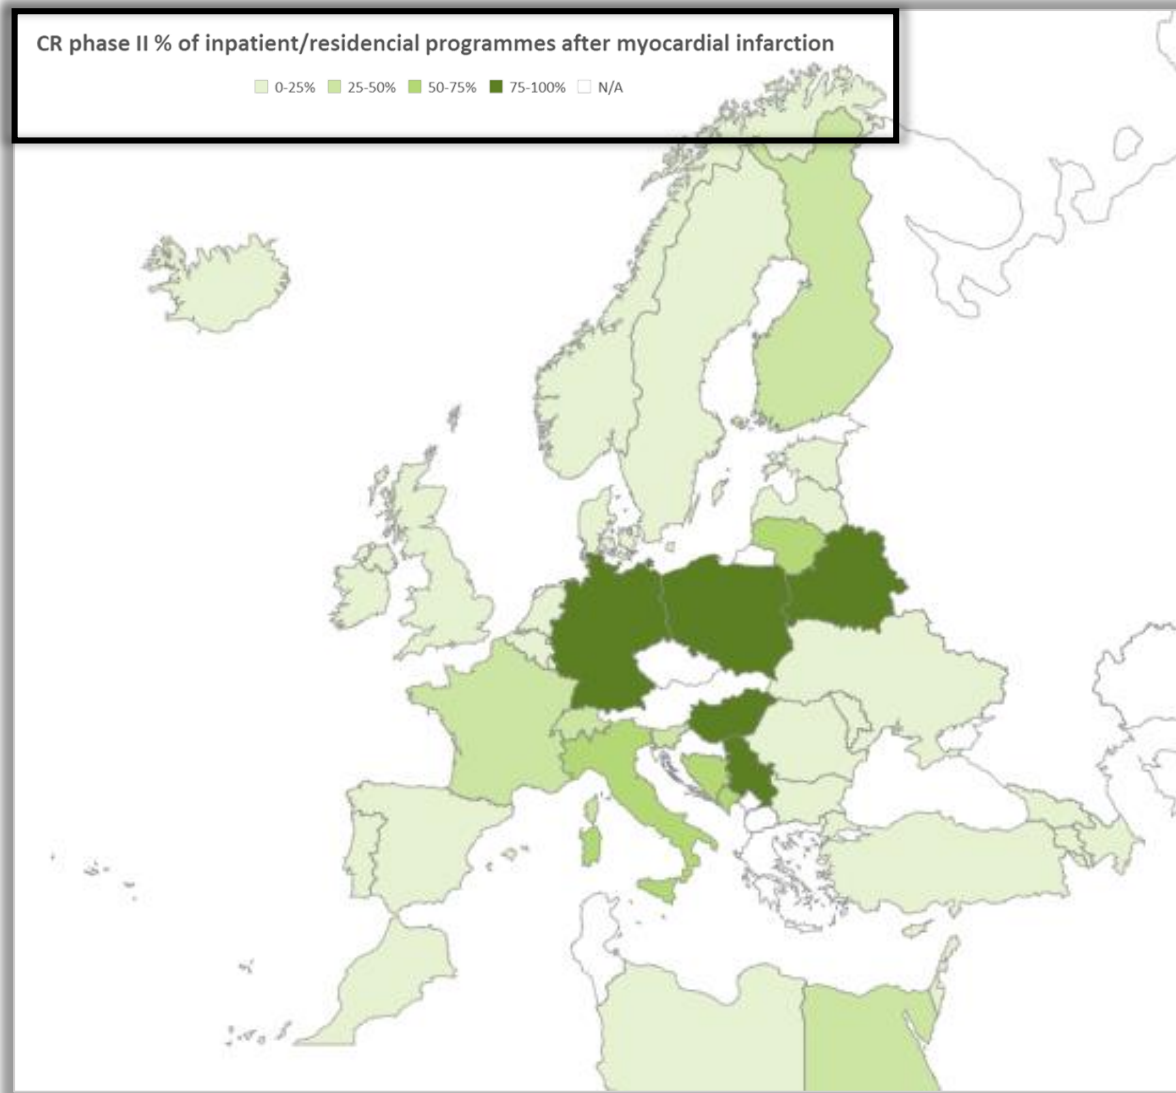 CR phase II % of inpatient/residencial programmes after myocardial infarction
0-25% 25-50% 50-75% 75-100% N/A